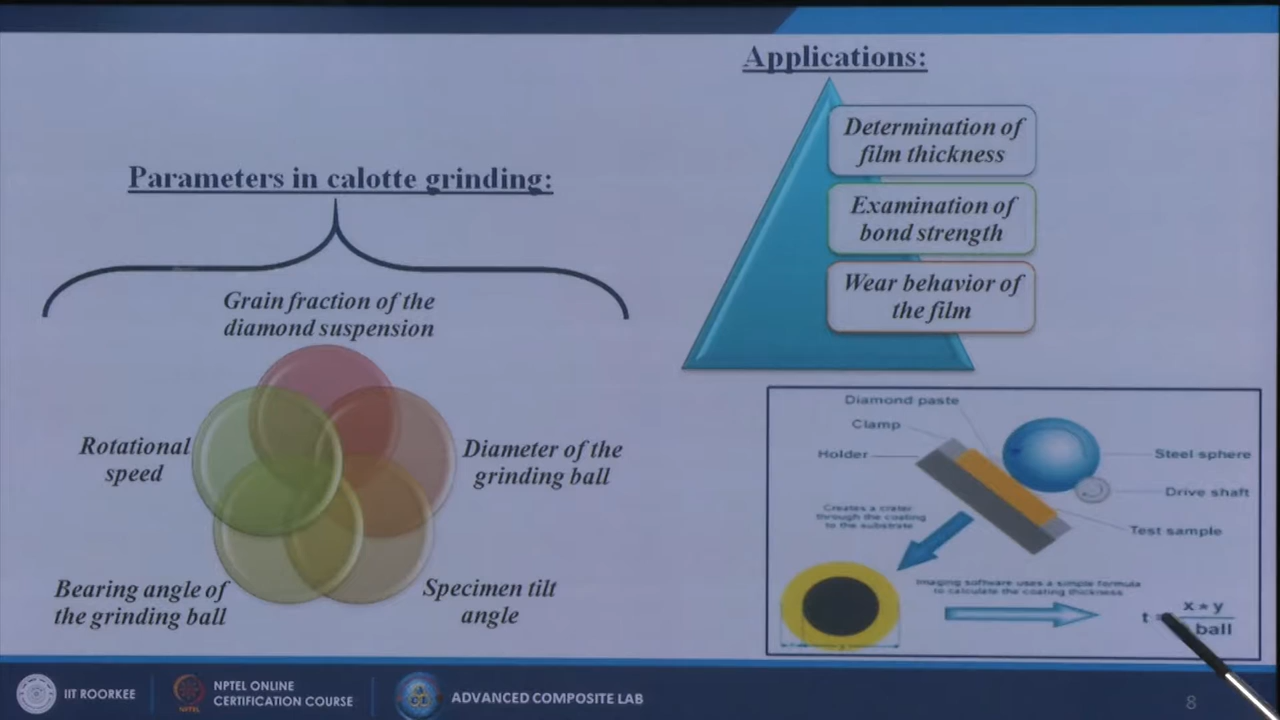 Applications:
Determination of
film thickness
Examination of
bond strength
Wear behavior of
the film
Parameters in calotte grinding:
Grain fraction of the
diamond suspension
Rotational
speed
Diameter of the
grinding ball
Bearing angle of
the grinding ball
Specimen tilt
angle
Diamond paste
Clamp
Holder
Steel sphere
Drive shaft
Test sample
Creates a crater
through the coating
to the substrate
Imaging software uses a simple formula
to calculate the coating thickness
x * y
t =
ball
IIT ROORKEE
NPTEL ONLINE
CERTIFICATION COURSE
ADVANCED COMPOSITE LAB
8